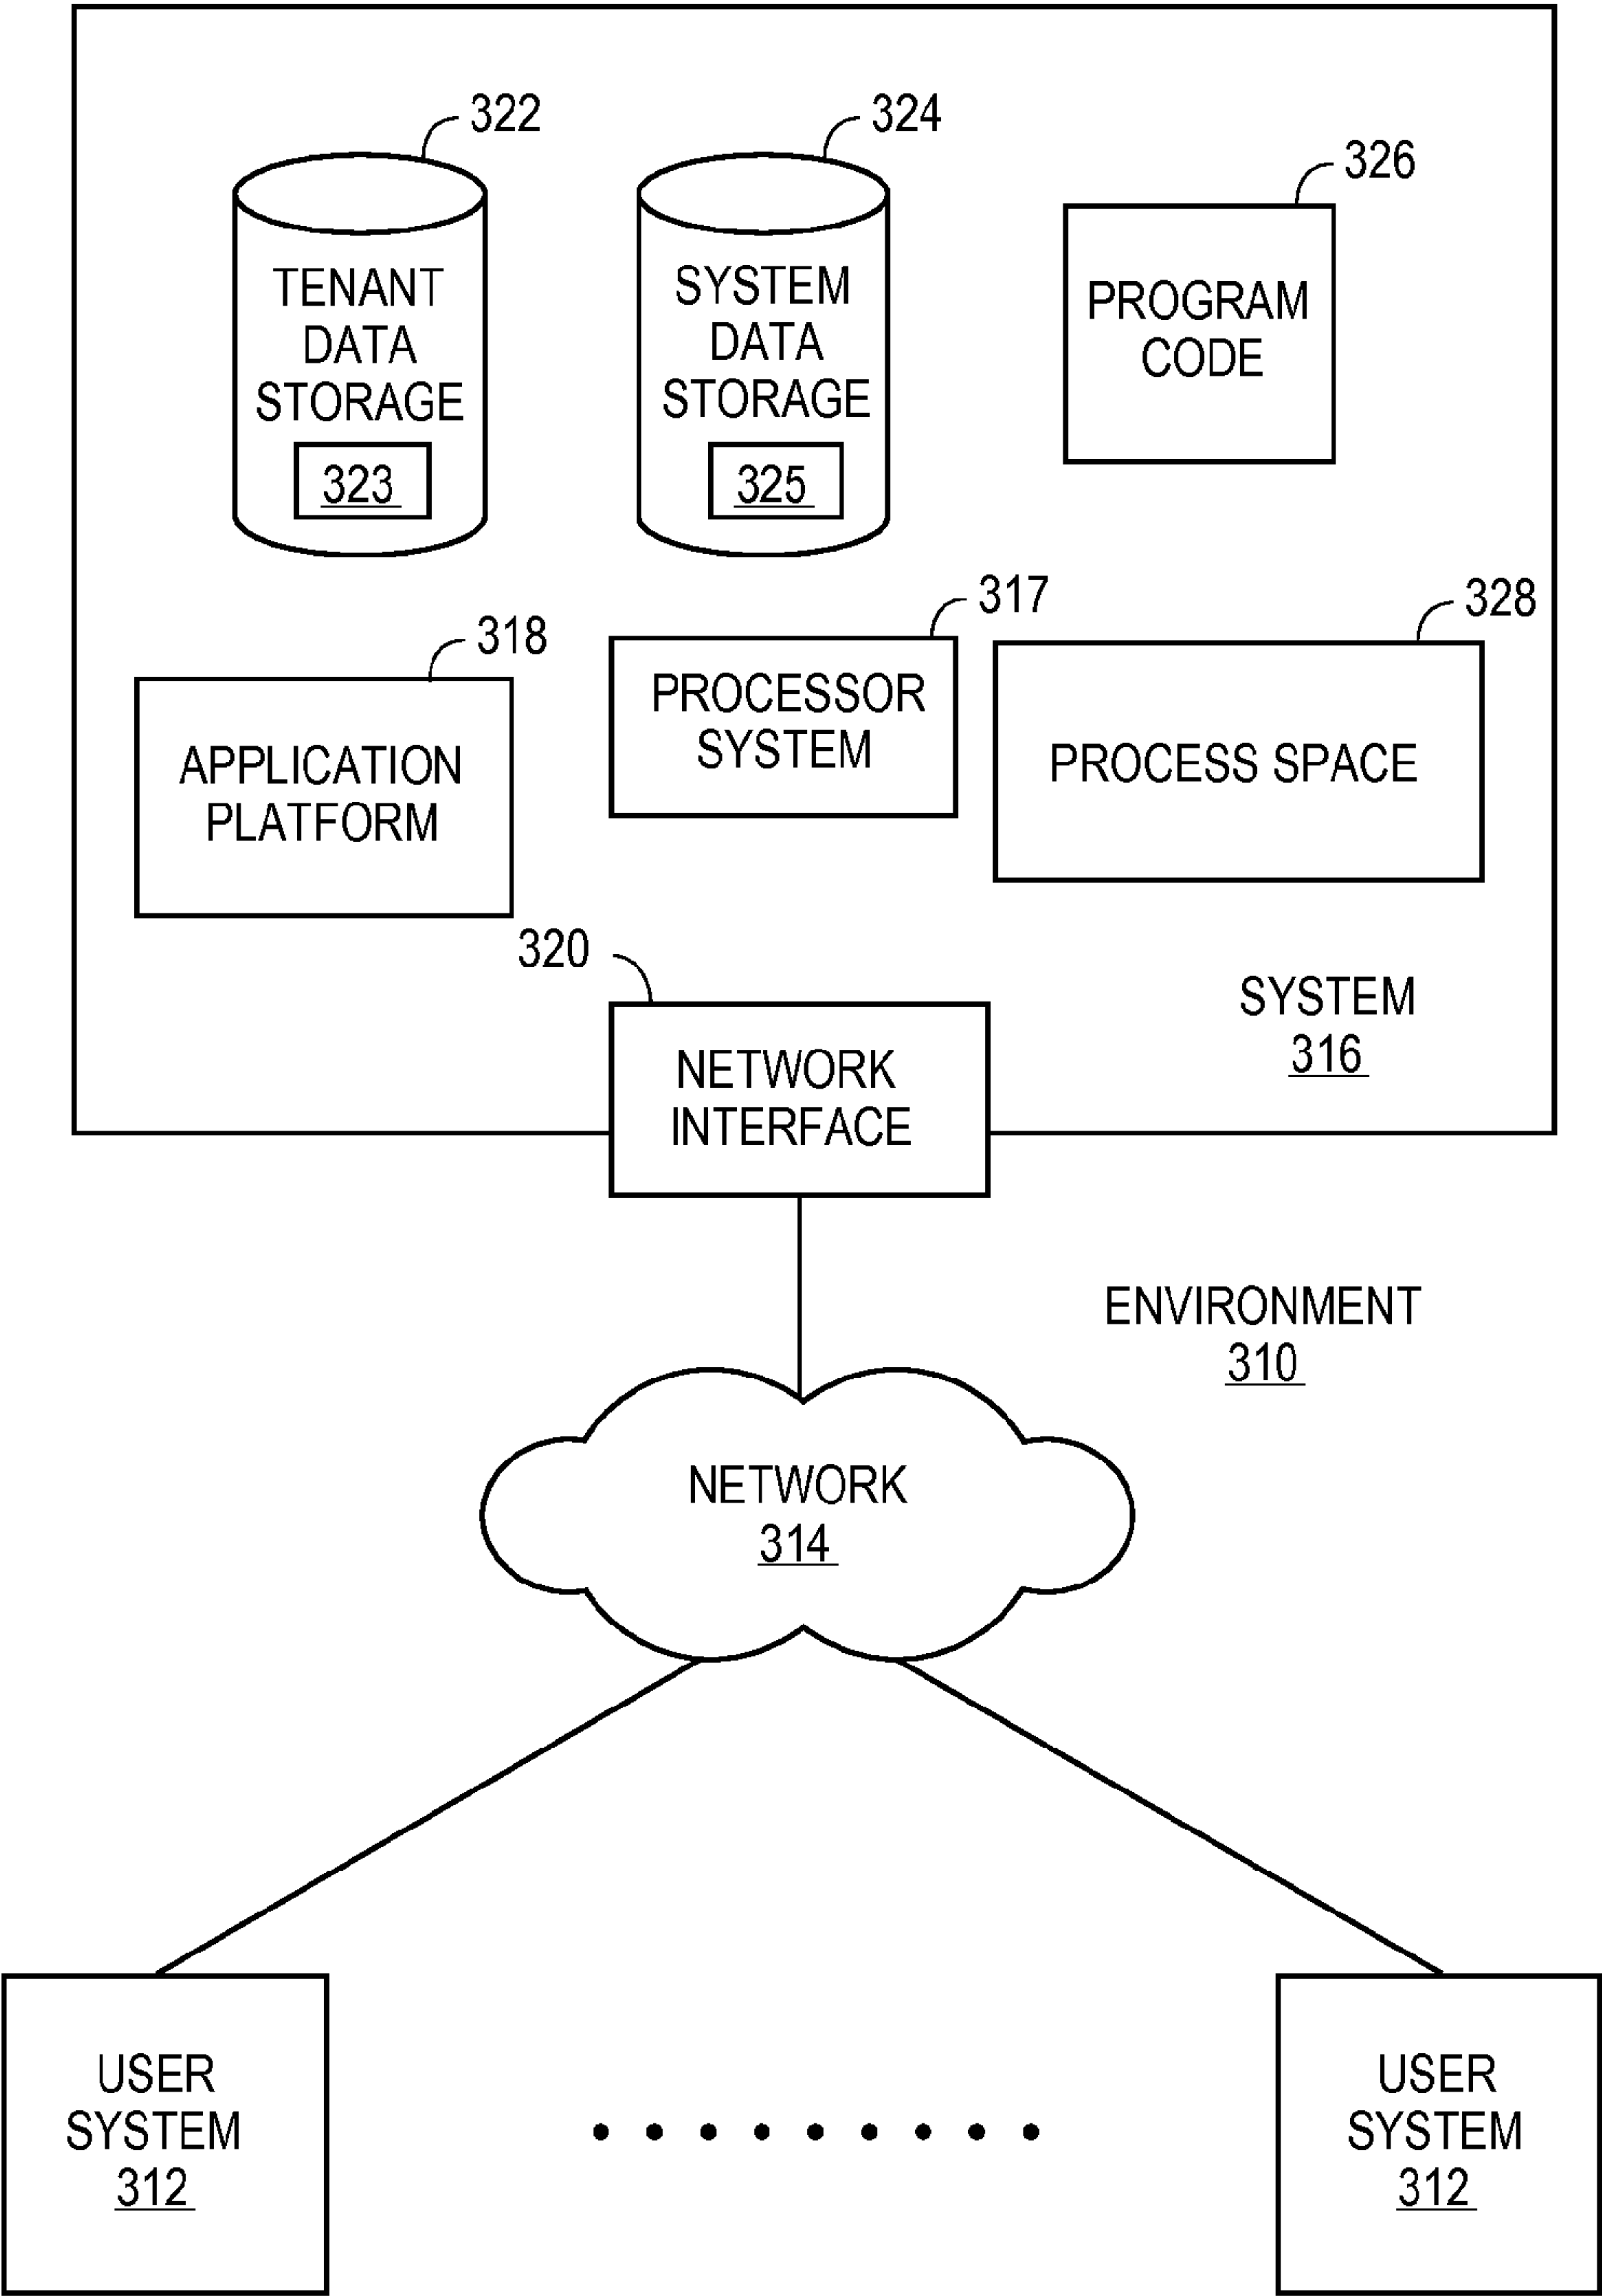 322
324
326
TENANT
DATA
STORAGE
323
SYSTEM
DATA
STORAGE
325
PROGRAM
CODE
318
317
328
APPLICATION
PLATFORM
PROCESSOR
SYSTEM
PROCESS SPACE
320
NETWORK
INTERFACE
SYSTEM
316
ENVIRONMENT
310
NETWORK
314
USER
SYSTEM
312
USER
SYSTEM
312